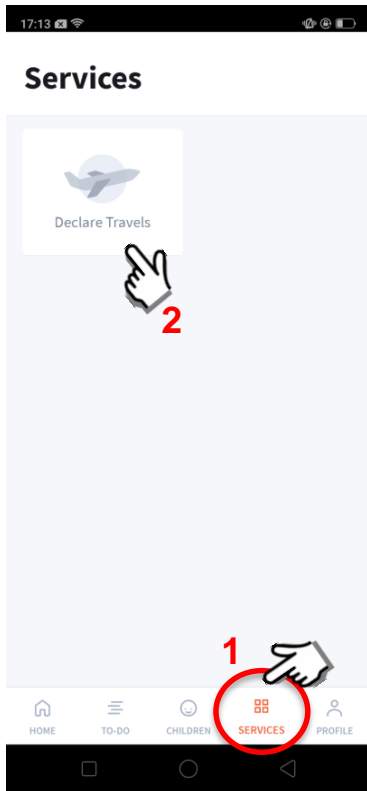 17:13
Services
Declare Travels
2
1
HOME TO-DO CHILDREN SERVICES PROFILE